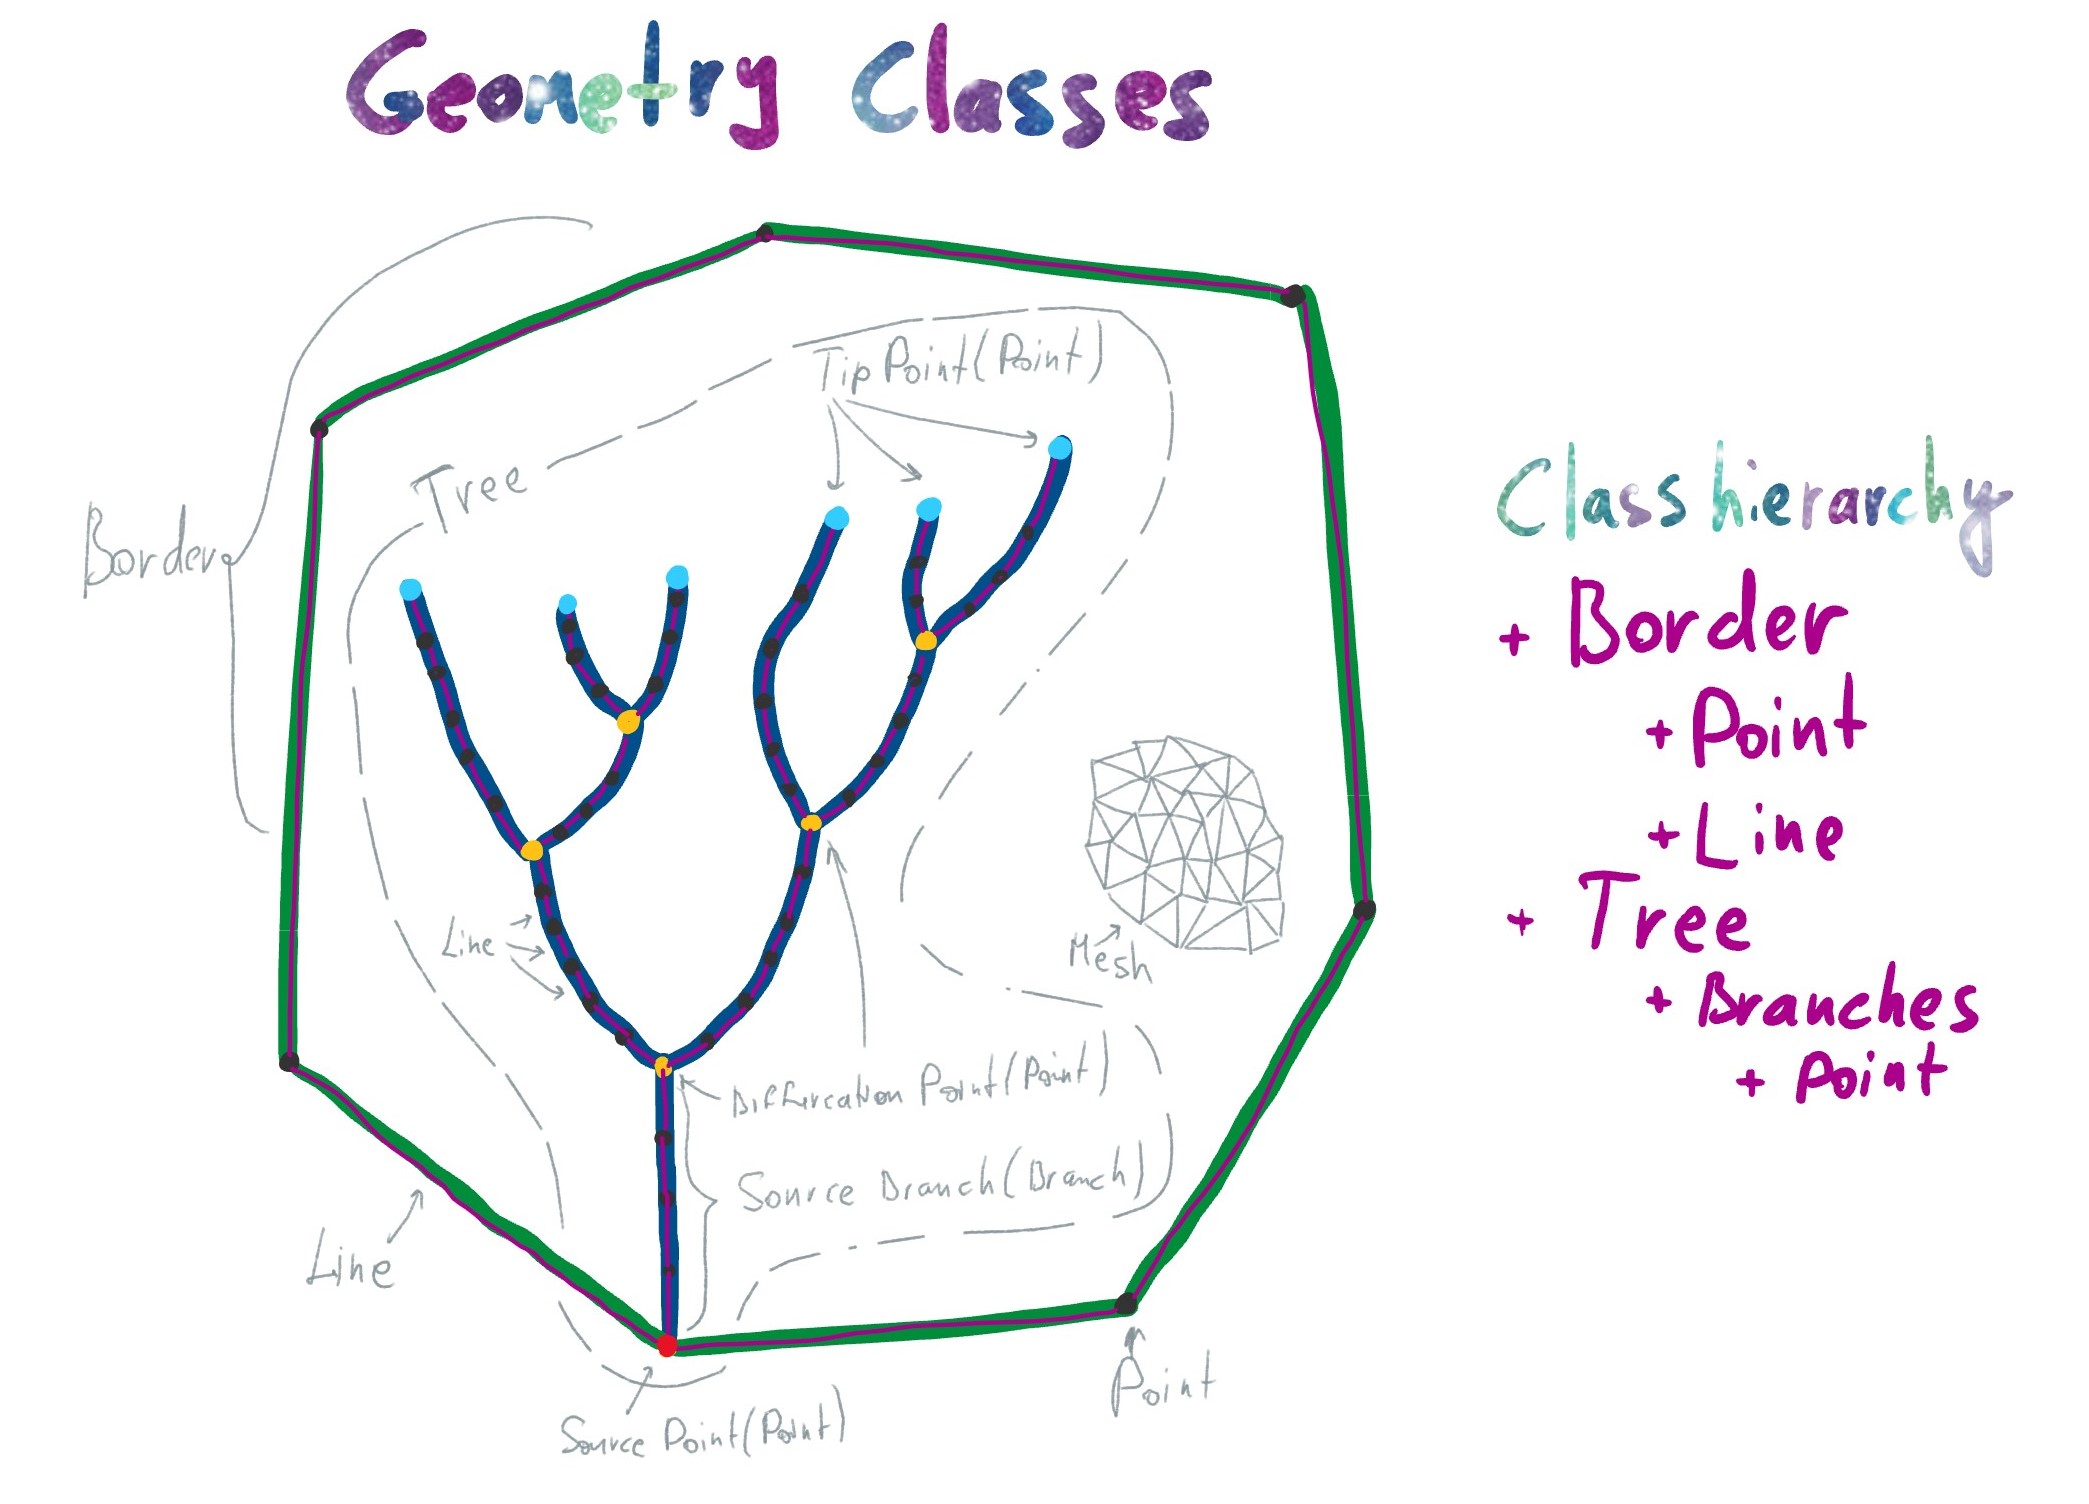 Geometry Classes
Tip Point(Point)
Tree
Border
Class hierarchy
+ Border
+ Point
+ Line
+ Tree
+ Branches
+ Point
Line
Mesh
Diffurcation Point(Point)
Source Branch(Branch)
Line
Point
Source Point(Point)